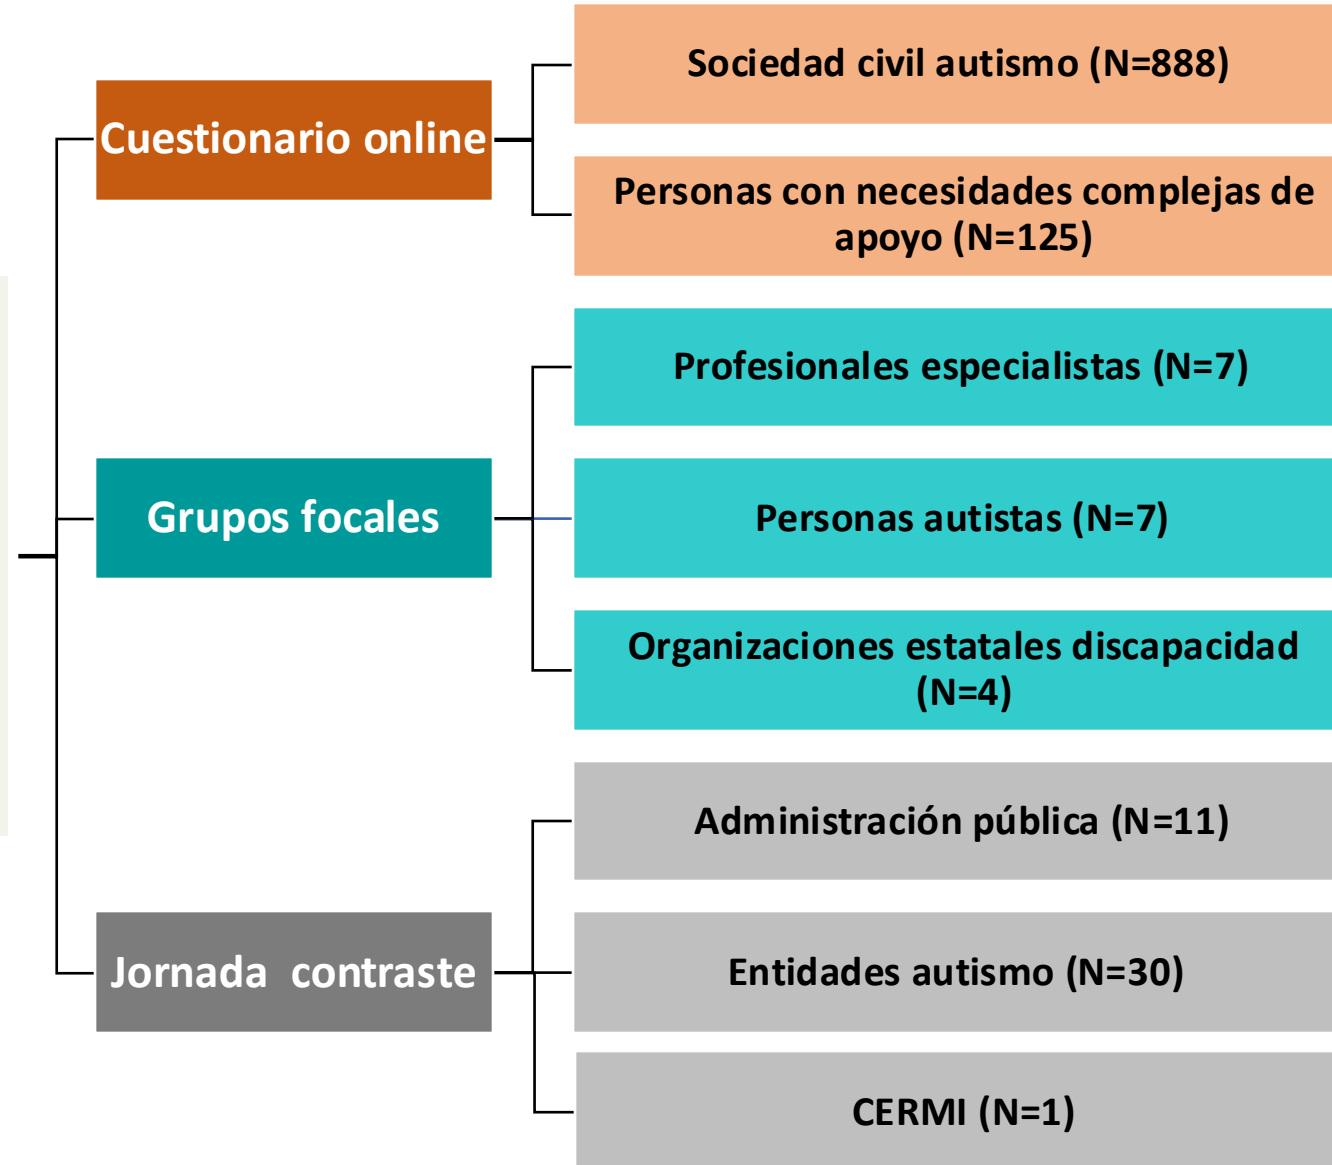 Cuestionario online
Sociedad civil autismo (N=888)
Personas con necesidades complejas de
apoyo (N=125)
Grupos focales
Profesionales especialistas (N=7)
Personas autistas (N=7)
Organizaciones estatales discapacidad
(N=4)
Jornada  contraste
Administración pública (N=11)
Entidades autismo (N=30)
CERMI (N=1)